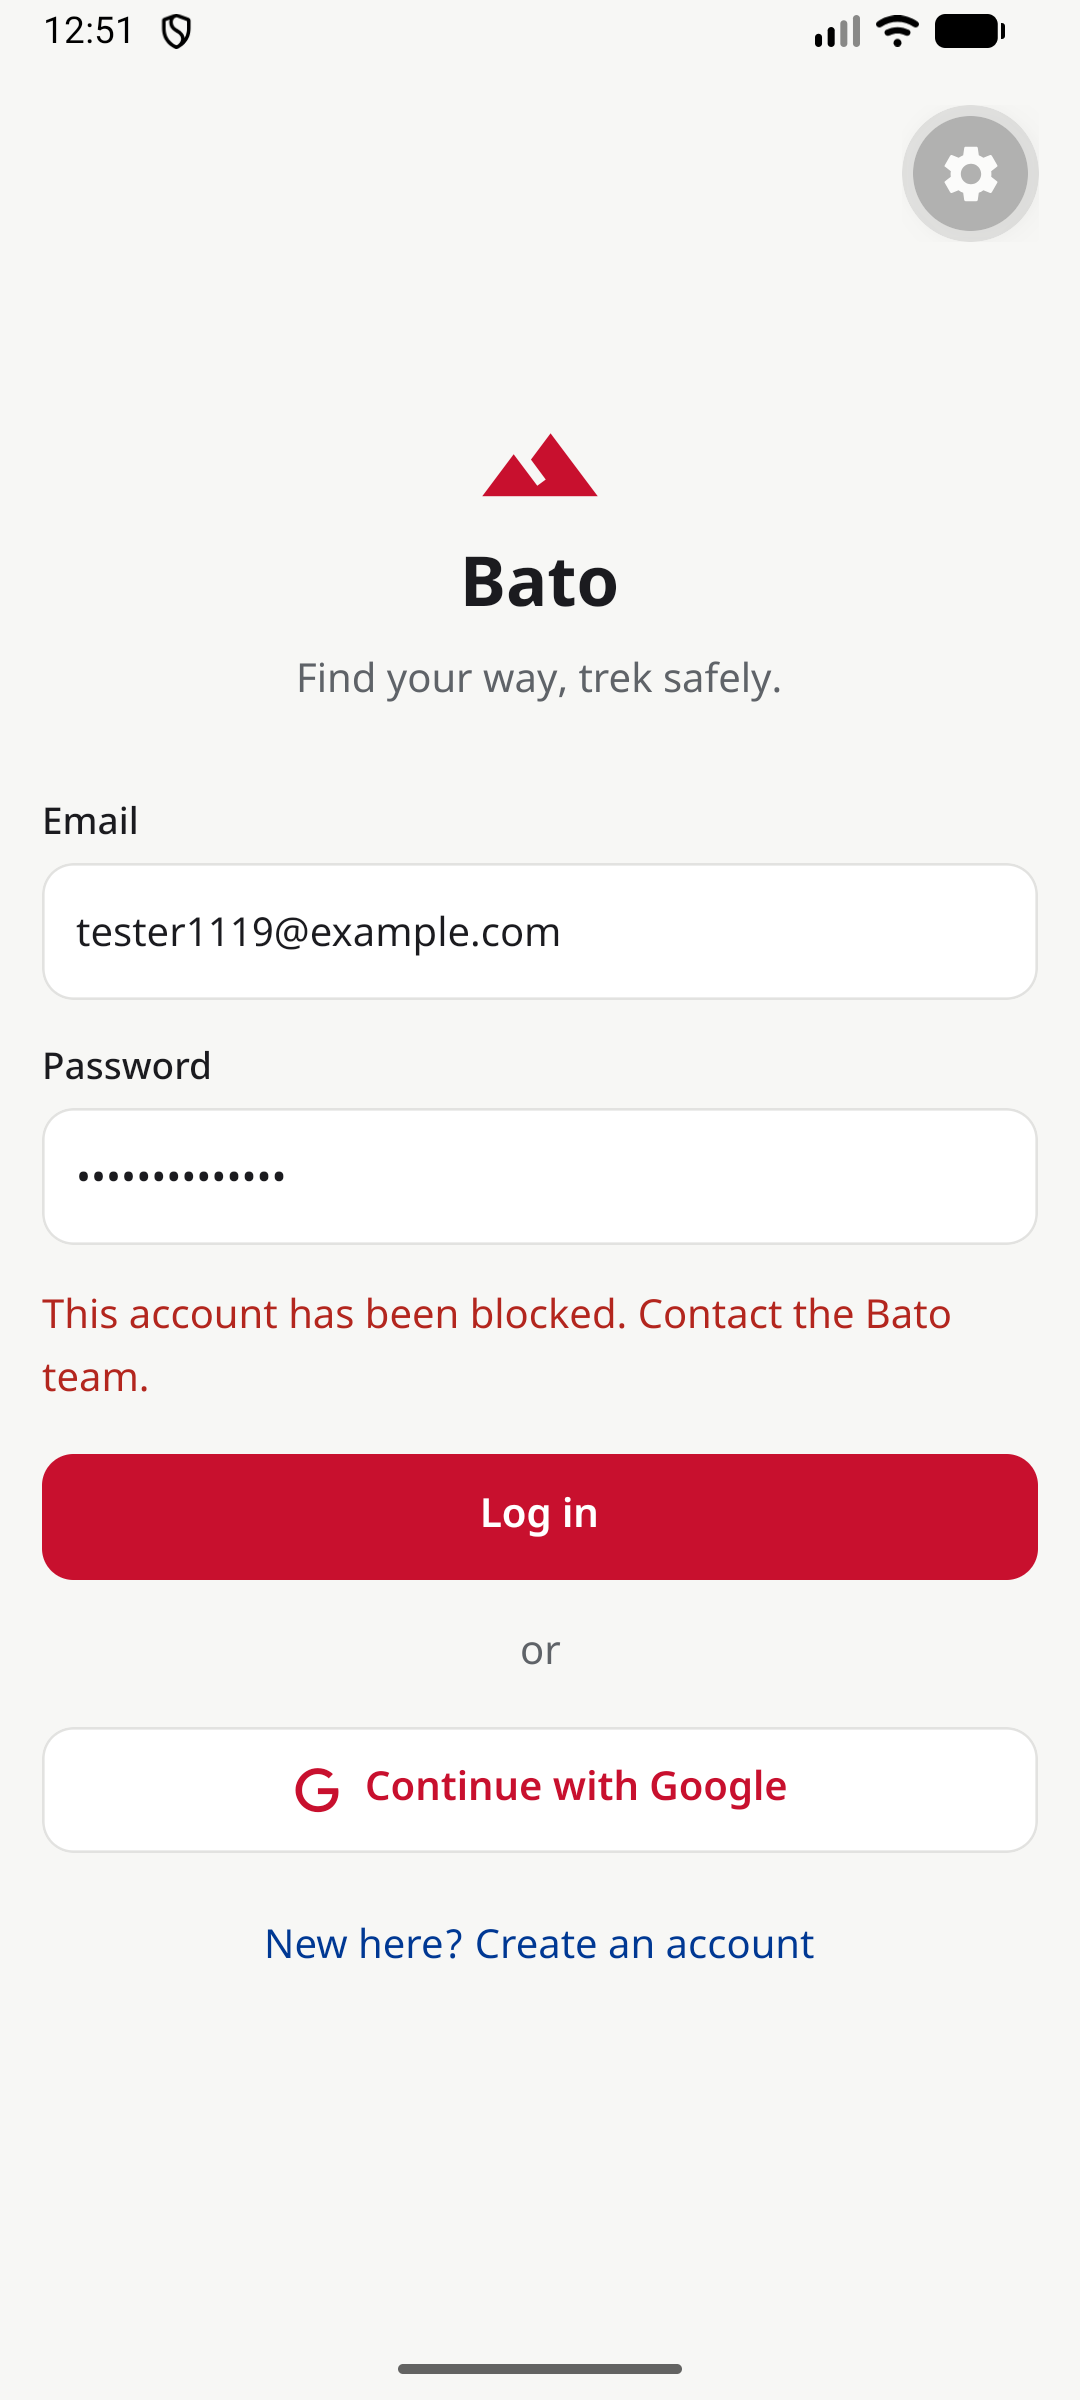 12:51
Bato
Find your way, trek safely.
Email
tester1119@example.com
Password
••••••••••••••
This account has been blocked. Contact the Bato
team.
Log in
or
Continue with Google
New here? Create an account